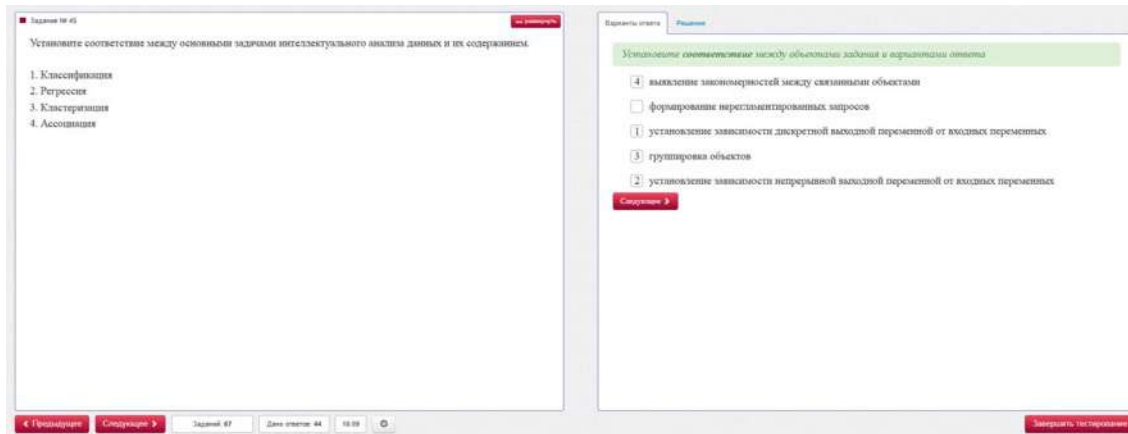 Задание № 45
развернуть
Установите соответствие между основными задачами интеллектуального анализа данных и их содержанием.
1. Классификация
2. Регрессия
3. Кластеризация
4. Ассоциация
Варианты ответа
Решение
Установите соответствие между объектами задания и вариантами ответа
4 выявление закономерностей между связанными объектами
формирование нерегламентированных запросов
1 установление зависимости дискретной выходной переменной от входных переменных
3 группировка объектов
2 установление зависимости непрерывной выходной переменной от входных переменных
Следующее
Предыдущее
Следующее
Заданий: 67
Дано ответов: 44
Завершить тестирование